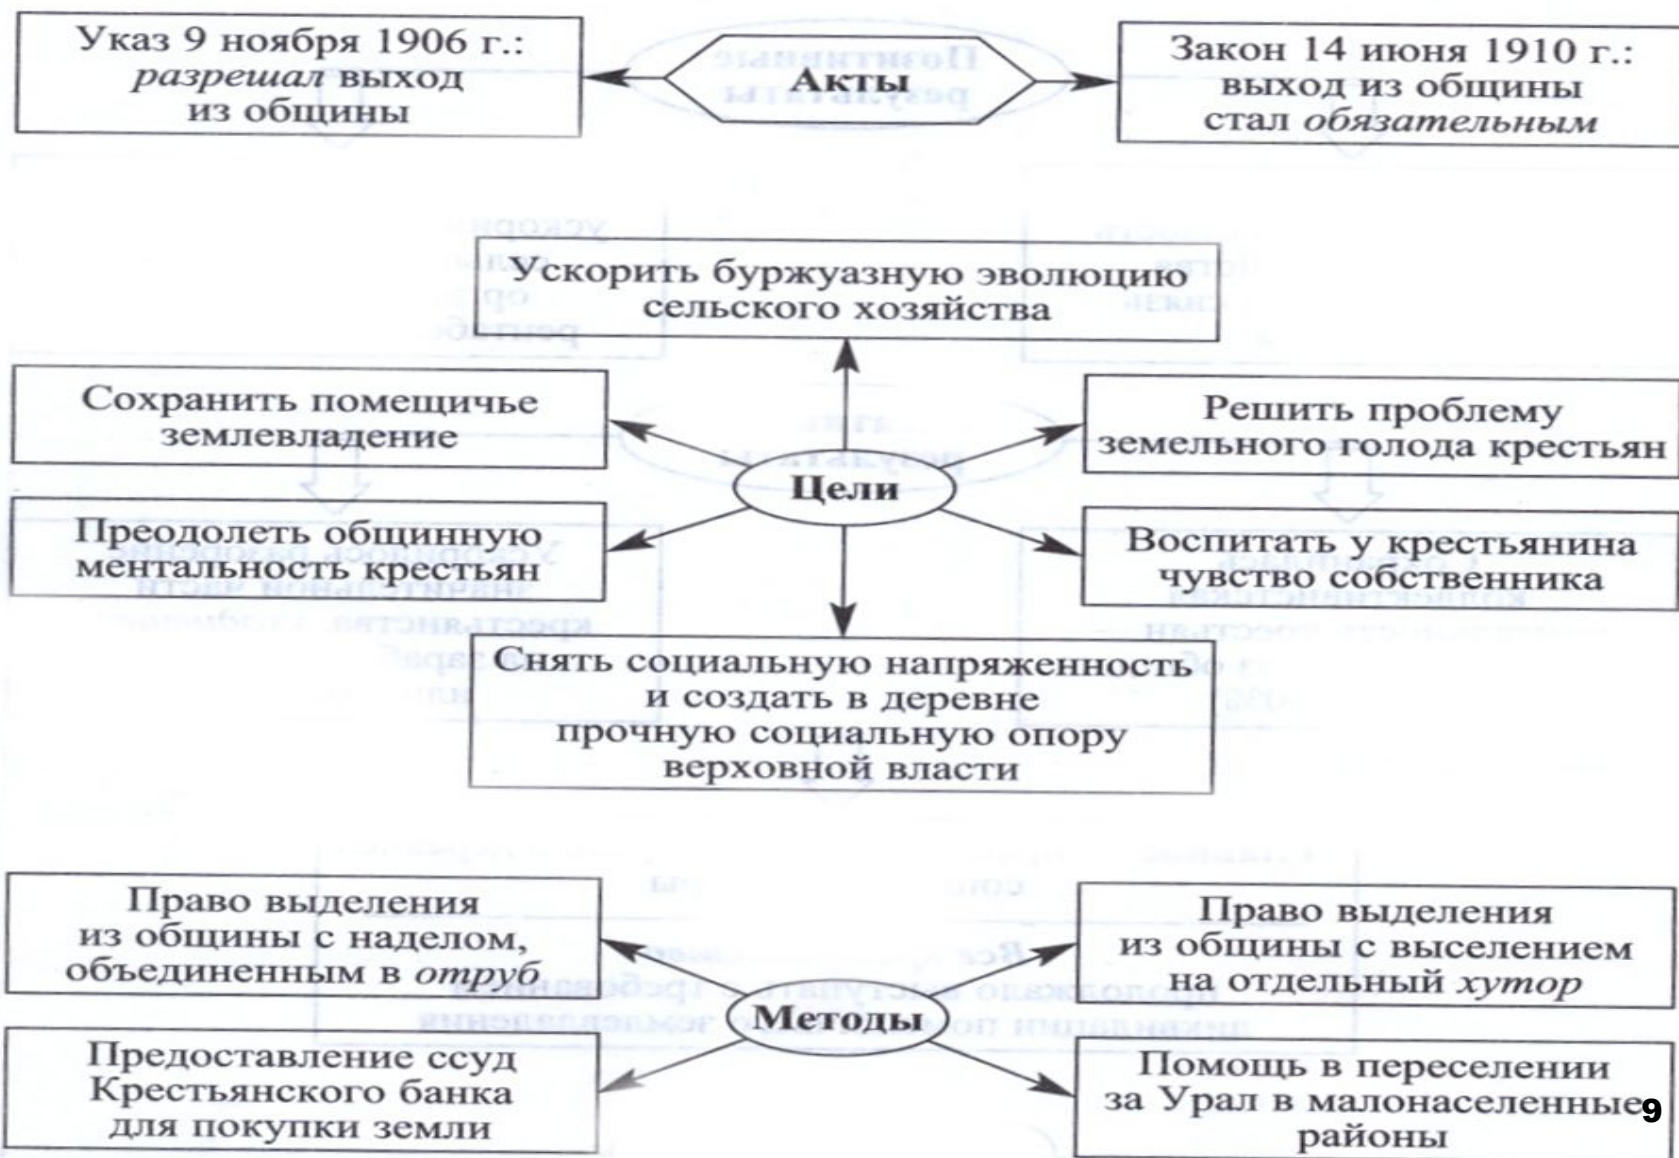 Указ 9 ноября 1906 г.:
разрешал выход
из общины
Акты
Закон 14 июня 1910 г.:
выход из общины
стал обязательным
Ускорить буржуазную эволюцию
сельского хозяйства
Сохранить помещичье
землевладение
Решить проблему
земельного голода крестьян
Цели
Преодолеть общинную
ментальность крестьян
Воспитать у крестьянина
чувство собственника
Снять социальную напряженность
и создать в деревне
прочную социальную опору
верховной власти
Право выделения
из общины с наделом,
объединенным в отруб
Право выделения
из общины с выселением
на отдельный хутор
Методы
Предоставление ссуд
Крестьянского банка
для покупки земли
Помощь в переселении
за Урал в малонаселенные
районы
9